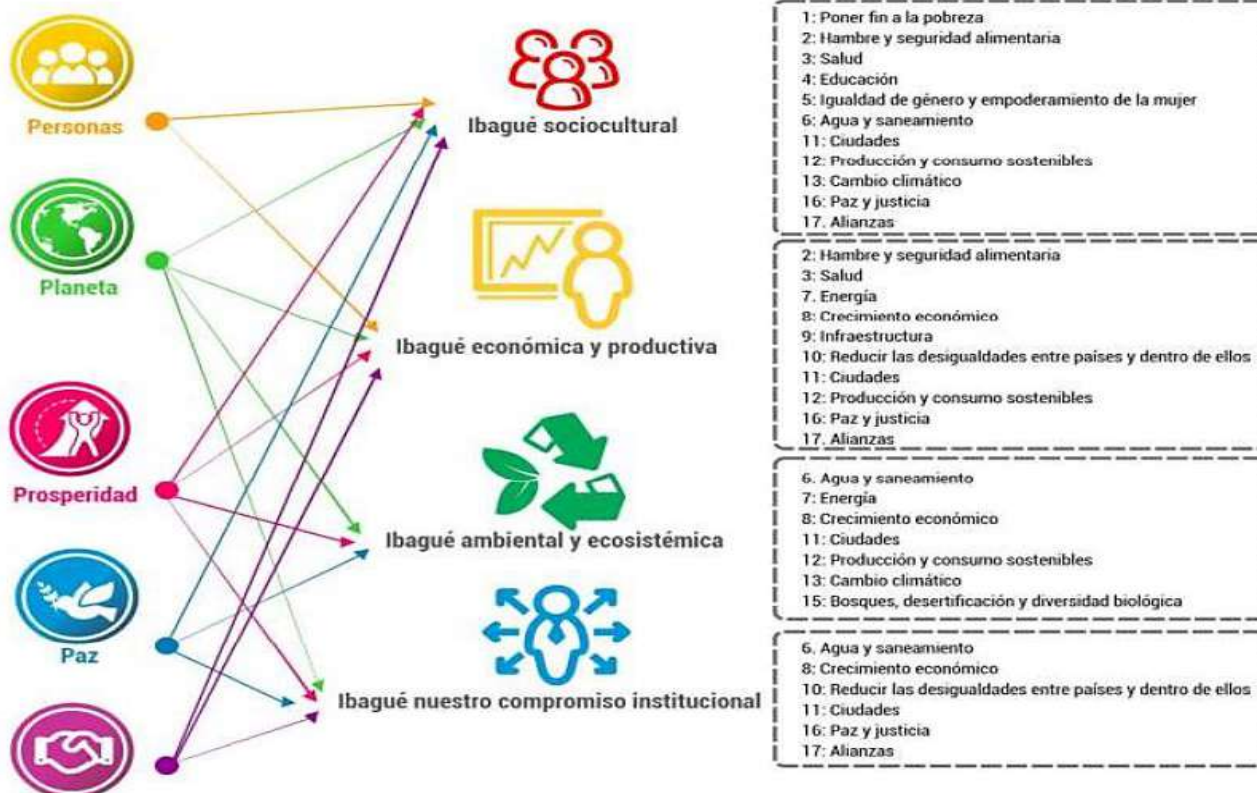 Personas
Planeta
Prosperidad
Paz
Ibagué sociocultural
Ibagué económica y productiva
Ibagué ambiental y ecosistémica
Ibagué nuestro compromiso institucional
1: Poner fin a la pobreza
2: Hambre y seguridad alimentaria
3: Salud
4: Educación
5: Igualdad de género y empoderamiento de la mujer
6: Agua y saneamiento
11: Ciudades
12: Producción y consumo sostenibles
13: Cambio climático
16: Paz y justicia
17. Alianzas
2: Hambre y seguridad alimentaria
3: Salud
7. Energía
8: Crecimiento económico
9: Infraestructura
10: Reducir las desigualdades entre países y dentro de ellos
11: Ciudades
12: Producción y consumo sostenibles
16: Paz y justicia
17. Alianzas
6. Agua y saneamiento
7: Energía
8: Crecimiento económico
11: Ciudades
12: Producción y consumo sostenibles
13: Cambio climático
15: Bosques, desertificación y diversidad biológica
6. Agua y saneamiento
8: Crecimiento económico
10: Reducir las desigualdades entre países y dentro de ellos
11: Ciudades
16: Paz y justicia
17: Alianzas